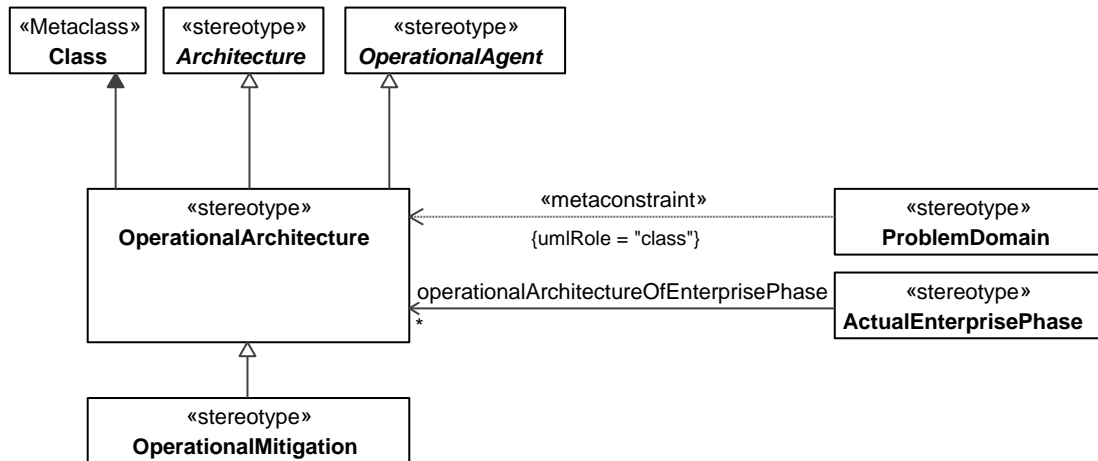 «Metaclass»
Class
«stereotype»
Architecture
«stereotype»
OperationalAgent
«stereotype»
OperationalArchitecture
«metaconstraint»
{umlRole = "class"}
«stereotype»
ProblemDomain
operationalArchitectureOfEnterprisePhase
*
«stereotype»
ActualEnterprisePhase
«stereotype»
OperationalMitigation